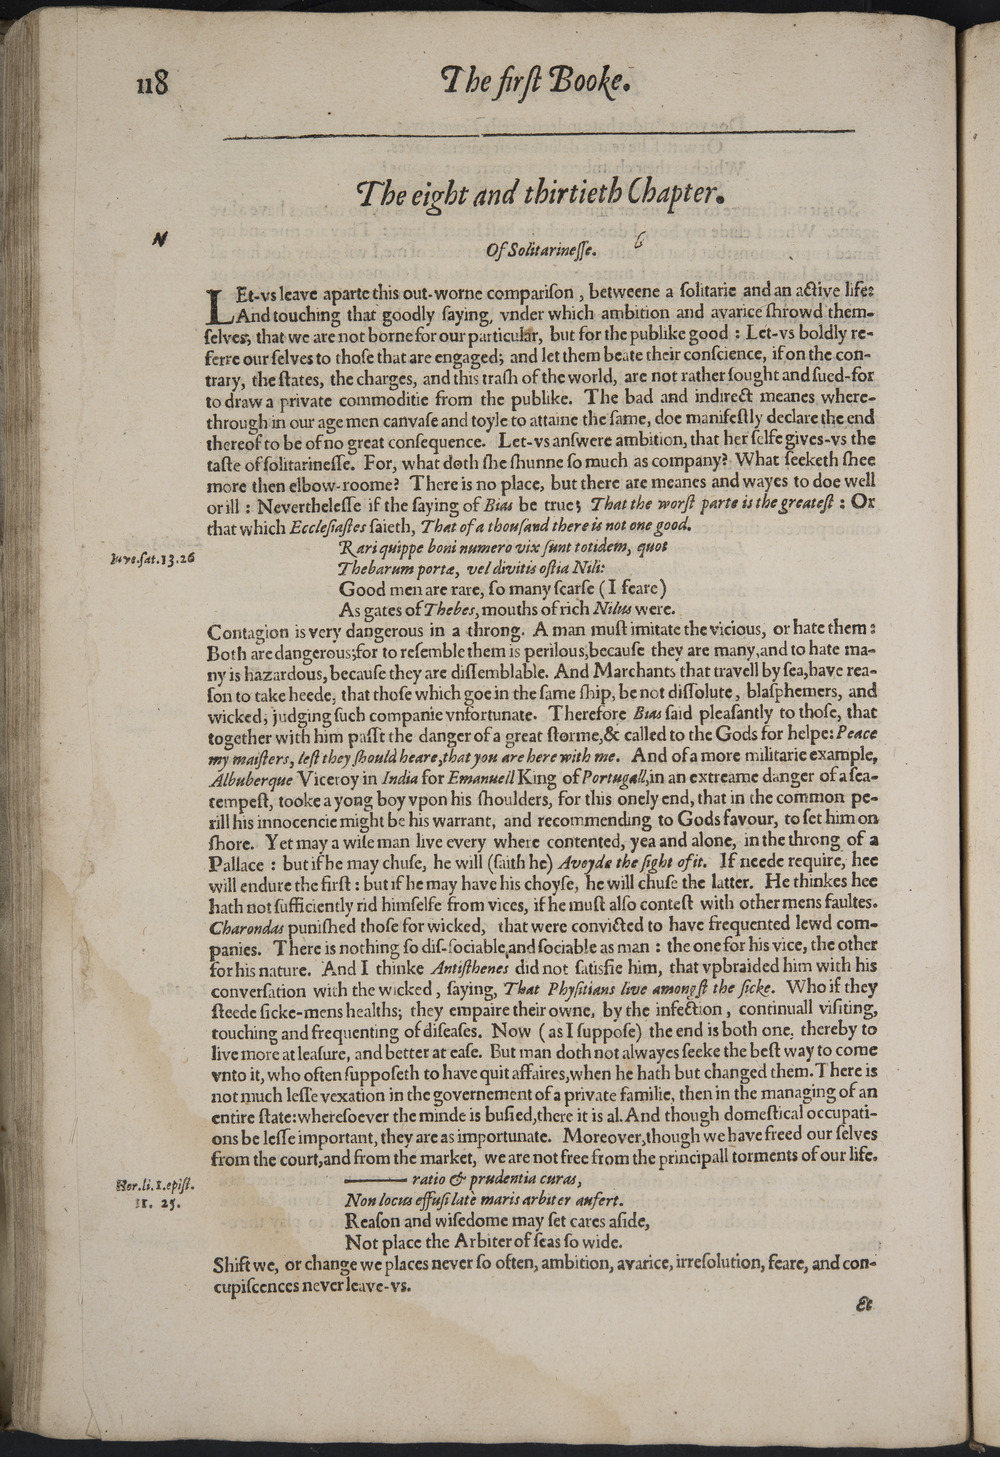 118
The firſt Booke.
The eight and thirtieth Chapter.
N
Of Solitarineſſe.
LEt-vs leave aparte this out-worne compariſon , betweene a ſolitarie and an active life:
And touching that goodly ſaying, vnder which ambition and avarice ſhrowd them-
ſelves; that we are not borne for our particular, but for the publike good : Let-vs boldly re-
ferre our ſelves to thoſe that are engaged; and let them beate their conſcience, if on the con-
trary, the ſtates, the charges, and this traſh of the world, are not rather ſought and ſued-for
to draw a private commoditie from the publike. The bad and indirect meanes where-
through in our age men canvaſe and toyle to attaine the ſame, doe manifeſtly declare the end
thereof to be of no great conſequence. Let-vs anſwere ambition, that her ſelfe gives-vs the
taſte of ſolitarineſſe. For, what doth ſhe ſhunne ſo much as company? What ſeeketh ſhee
more then elbow-roome? There is no place, but there are meanes and wayes to doe well
or ill : Nevertheleſſe if the ſaying of Bias be true; That the worſt parte is the greateſt : Or
that which Eccleſiaſtes ſaieth, That of a thouſand there is not one good.
Iuve. ſat. 13. 26
Rari quippe boni numero vix ſunt totidem, quot
Thebarum portæ, vel divitis oſtia Nili:
Good men are rare, ſo many ſcarſe (I feare)
As gates of Thebes, mouths of rich Nilus were.
Contagion is very dangerous in a throng. A man muſt imitate the vicious, or hate them :
Both are dangerous; for to reſemble them is perilous, becauſe they are many, and to hate ma-
ny is hazardous, becauſe they are diſſemblable. And Marchants that travell by ſea, have rea-
ſon to take heede, that thoſe which goe in the ſame ſhip, be not diſſolute, blaſphemers, and
wicked, judging ſuch companie vnfortunate. Therefore Bias ſaid pleaſantly to thoſe, that
together with him paſſt the danger of a great ſtorme, & called to the Gods for helpe: Peace
my maiſters, leſt they ſhould heare, that you are here with me. And of a more militarie example,
Albuberque Viceroy in India for Emanuell King of Portugall, in an extreame danger of a ſea-
tempeſt, tooke a yong boy vpon his ſhoulders, for this onely end, that in the common pe-
rill his innocencie might be his warrant, and recommending to Gods favour, to ſet him on
ſhore. Yet may a wiſe man live every where contented, yea and alone, in the throng of a
Pallace : but if he may chuſe, he will (ſaith he) Avoyde the ſight of it. If neede require, hee
will endure the firſt : but if he may have his choyſe, he will chuſe the latter. He thinkes hee
hath not ſufficiently rid himſelfe from vices, if he muſt alſo conteſt with other mens faultes.
Charondas puniſhed thoſe for wicked, that were convicted to have frequented lewd com-
panies. There is nothing ſo diſ-ſociable, and ſociable as man : the one for his vice, the other
for his nature. And I thinke Antiſthenes did not ſatisfie him, that vpbraided him with his
converſation with the wicked, ſaying, That Phyſitians live amongſt the ſicke. Who if they
ſteede ſicke-mens healths; they empaire their owne, by the infection, continuall viſiting,
touching and frequenting of diſeaſes. Now (as I ſuppoſe) the end is both one, thereby to
live more at leaſure, and better at eaſe. But man doth not alwayes ſeeke the beſt way to come
vnto it, who often ſuppoſeth to have quit affaires, when he hath but changed them. There is
not much leſſe vexation in the governement of a private familie, then in the managing of an
entire ſtate: whereſoever the minde is buſied, there it is al. And though domeſtical occupati-
ons be leſſe important, they are as importunate. Moreover, though we have freed our ſelves
from the court, and from the market, we are not free from the principall torments of our life.
Hor. li. 1. epiſt.
11. 25.
——— ratio & prudentia curas,
Non locus effuſi late maris arbiter aufert.
Reaſon and wiſedome may ſet cares aſide,
Not place the Arbiter of ſeas ſo wide.
Shift we, or change we places never ſo often, ambition, avarice, irreſolution, feare, and con-
cupiſcences never leave-vs.
Et